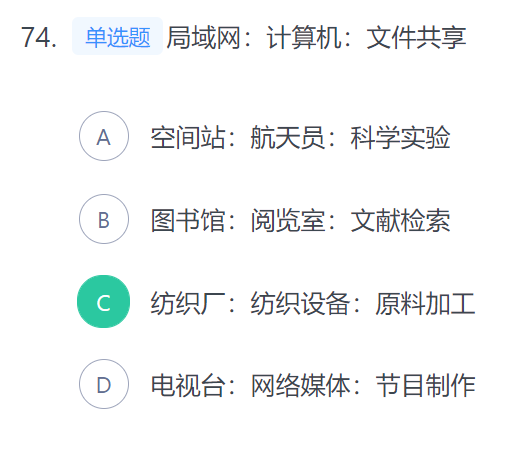 74. 单选题 局域网：计算机：文件共享
A 空间站：航天员：科学实验
B 图书馆：阅览室：文献检索
C 纺织厂：纺织设备：原料加工
D 电视台：网络媒体：节目制作